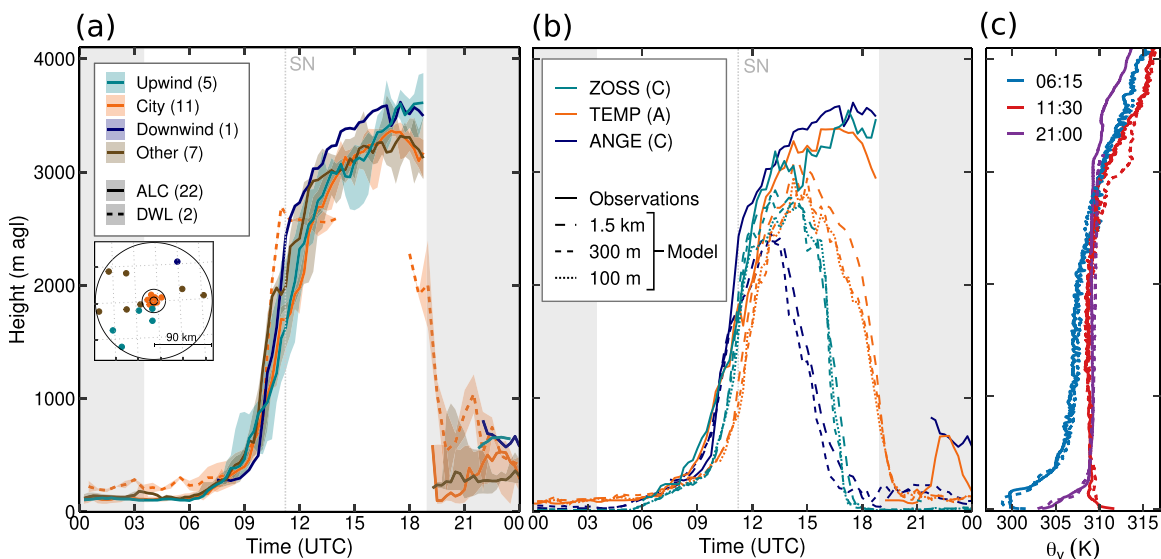 (a)
(b)
(c)
4000
3000
2000
1000
0
Height (m agl)
SN
Upwind (5)
City (11)
Downwind (1)
Other (7)
ALC (22)
DWL (2)
90 km
00 03 06 09 12 15 18 21 00
Time (UTC)
SN
ZOSS (C)
TEMP (A)
ANGE (C)
Observations
1.5 km
300 m
100 m
Model
00 03 06 09 12 15 18 21 00
Time (UTC)
06:15
11:30
21:00
300 305 310 315
θv (K)